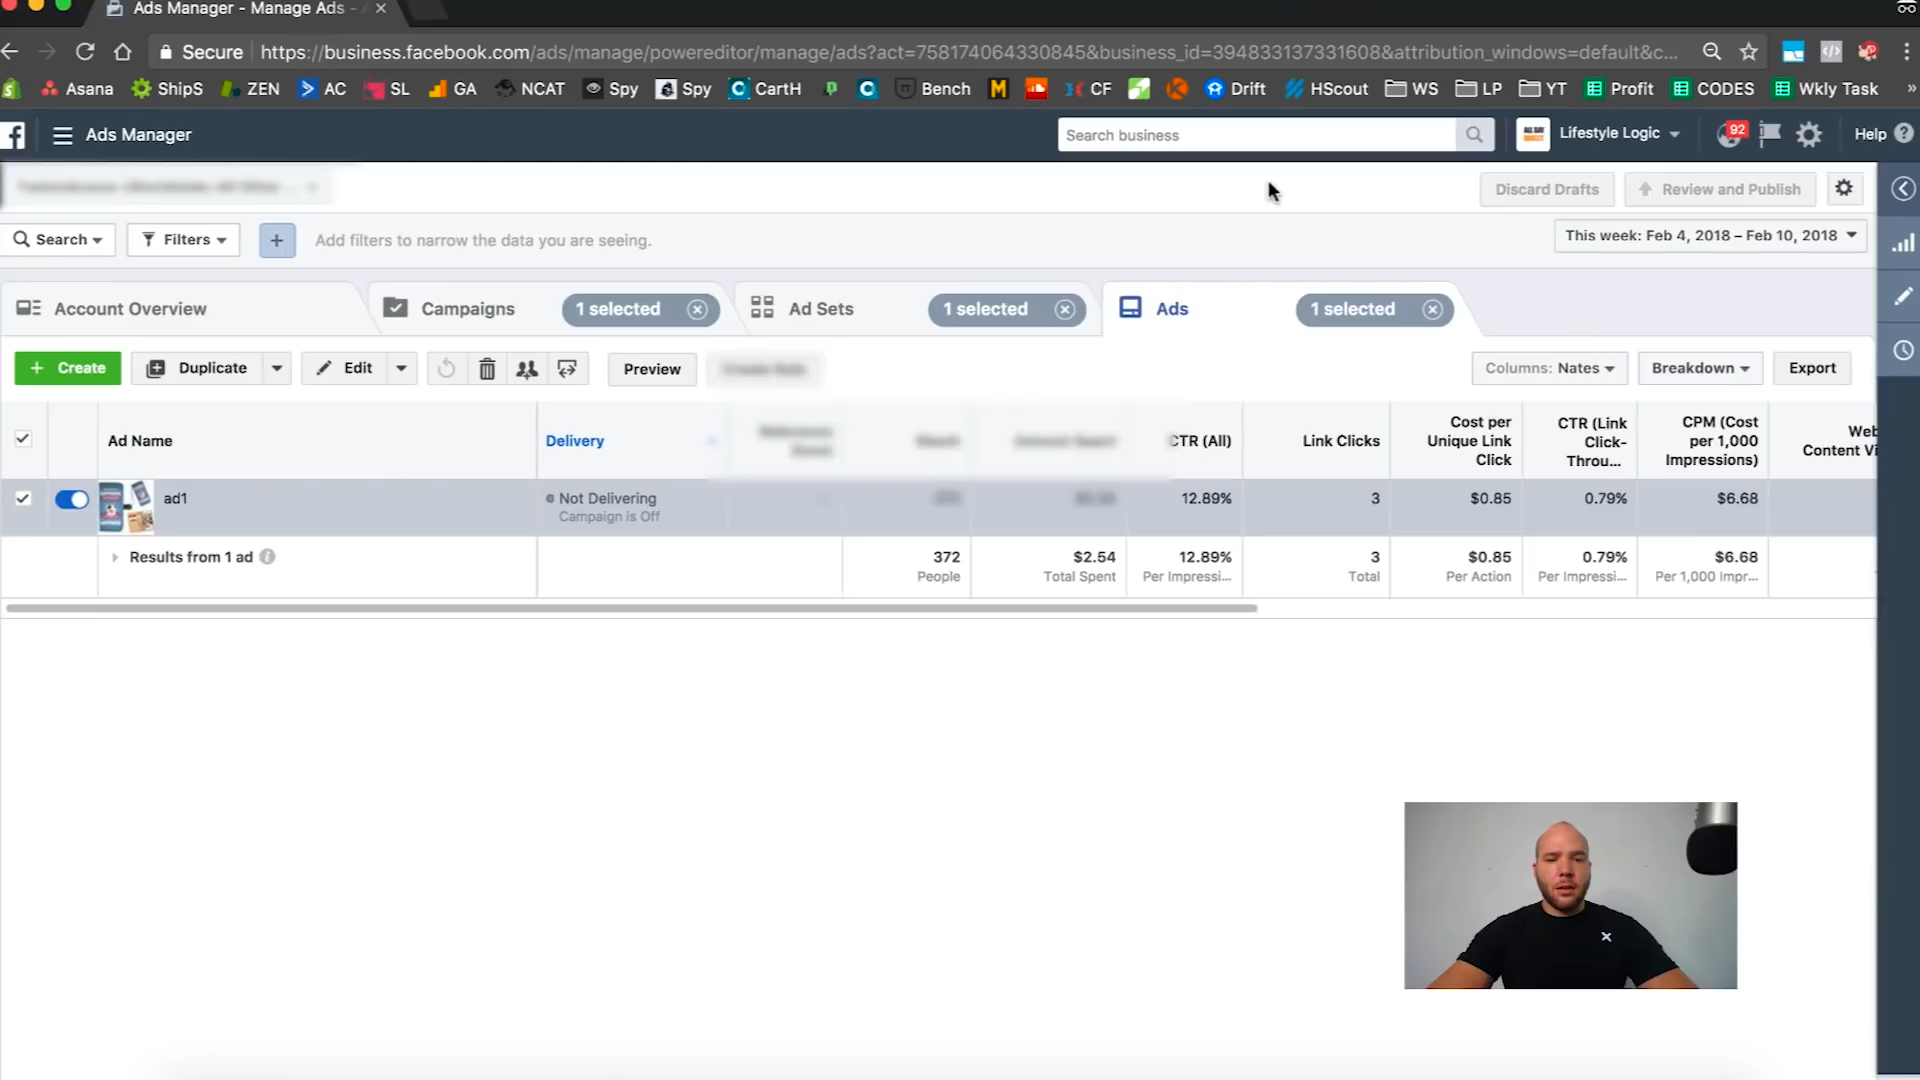 Ads Manager - Manage Ads -
Secure https://business.facebook.com/ads/manage/powereditor/manage/ads?act=758174064330845&business_id=394833137331608&attribution_windows=default&c...
Asana ShipS ZEN AC SL GA NCAT Spy Spy CartH Bench CF Drift HScout WS LP YT Profit CODES Wkly Task »
Ads Manager Search business Lifestyle Logic 92 Help
Discard Drafts Review and Publish
Search Filters + Add filters to narrow the data you are seeing. This week: Feb 4, 2018 – Feb 10, 2018
Account Overview Campaigns 1 selected Ad Sets 1 selected Ads 1 selected
+ Create Duplicate Edit Preview Columns: Nates Breakdown Export
Ad Name Delivery CTR (All) Link Clicks Cost per Unique Link Click CTR (Link Click-Throu... CPM (Cost per 1,000 Impressions) Web Content Vi
ad1 Not Delivering 12.89% 3 $0.85 0.79% $6.68
Campaign is Off
Results from 1 ad 372 $2.54 12.89% 3 $0.85 0.79% $6.68
People Total Spent Per Impressi... Total Per Action Per Impressi... Per 1,000 Impr...